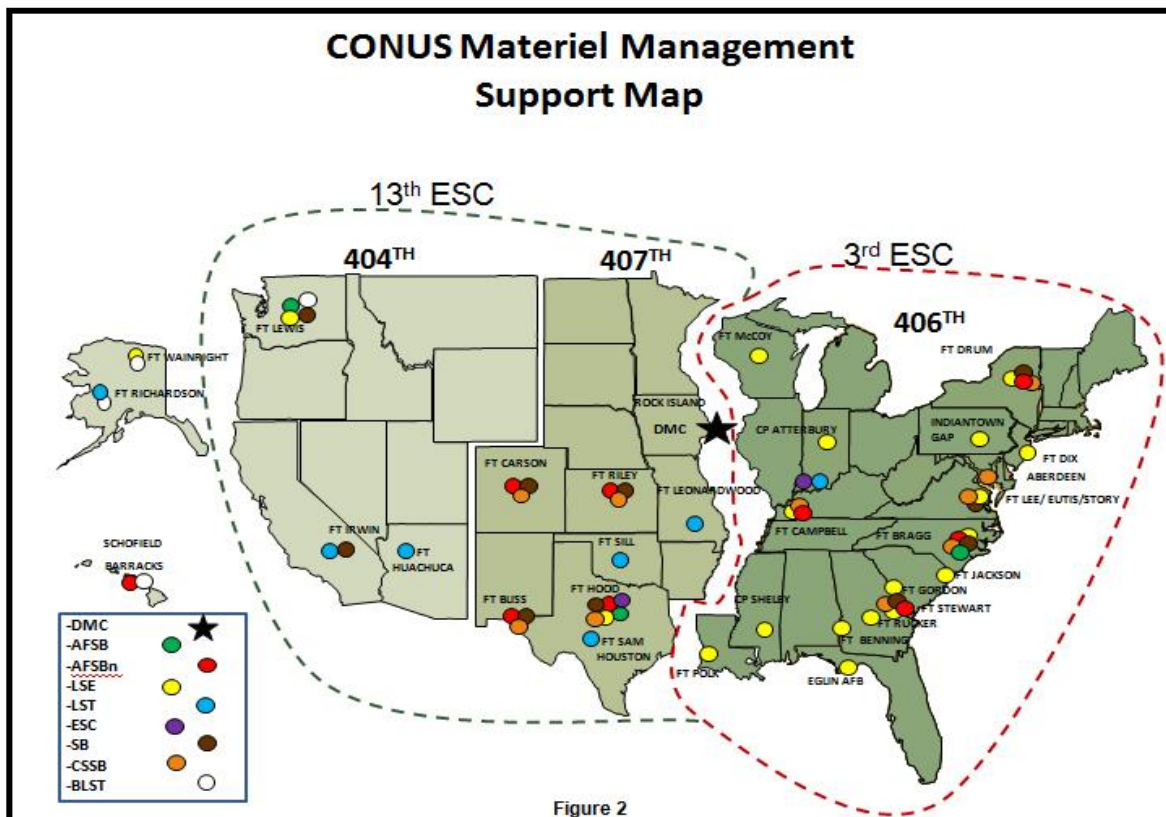 CONUS Materiel Management
Support Map
13th ESC
3rd ESC
404TH
407TH
406TH
FT LEWIS
FT McCOY
FT DRUM
FT WAINRIGHT
FT RICHARDSON
ROCK ISLAND
DMC
CP ATTERBURY
INDIANTOWN
GAP
FT DIX
ABERDEEN
FT CARSON
FT RILEY
FT LEONARDWOOD
FT LEE/ EUTIS/STORY
FT CAMPBELL
FT BRAGG
FT IRWIN
FT
HUACHUCA
FT SILL
SCHOFIELD
BARRACKS
FT JACKSON
FT BLISS
FT HOOD
CP SHELEY
FT GORDON
FT STEWART
FT RUCKER
FT BENNING
FT SAM
HOUSTON
FT POLK
EGLIN AFB
-DMC
-AFSB
-AFSBn
-LSE
-LST
-ESC
-SB
-CSSB
-BLST
Figure 2